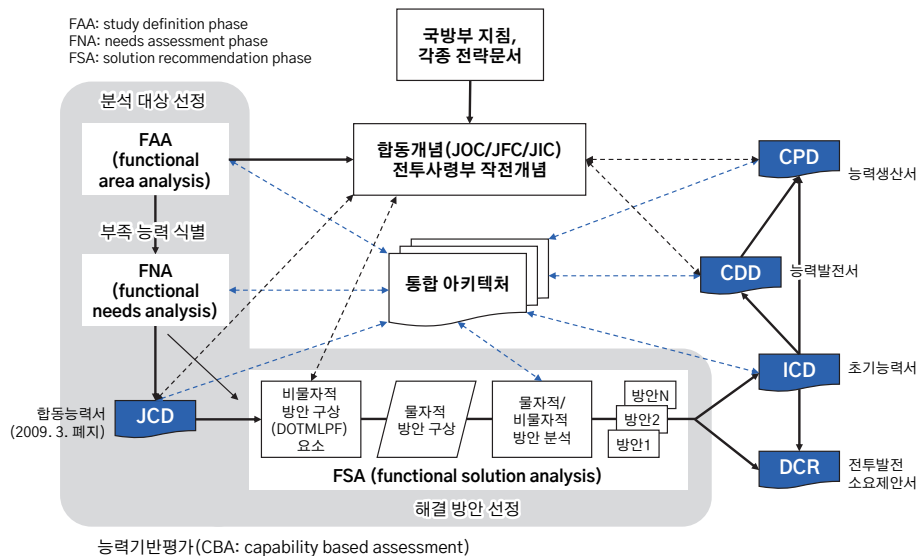 FAA: study definition phase
FNA: needs assessment phase
FSA: solution recommendation phase
국방부 지침,
각종 전략문서
분석 대상 선정
FAA
(functional
area analysis)
합동개념(JOC/JFC/JIC)
전투사령부 작전개념
CPD
능력생산서
부족 능력 식별
FNA
(functional
needs analysis)
통합 아키텍처
CDD
능력발전서
ICD
초기능력서
합동능력서
(2009. 3. 폐지)
JCD
비물자적
방안 구상
(DOTMLPF)
요소
물자적
방안 구상
물자적/
비물자적
방안 분석
방안N
방안2
방안1
DCR
전투발전
소요제안서
FSA (functional solution analysis)
해결 방안 선정
능력기반평가(CBA: capability based assessment)